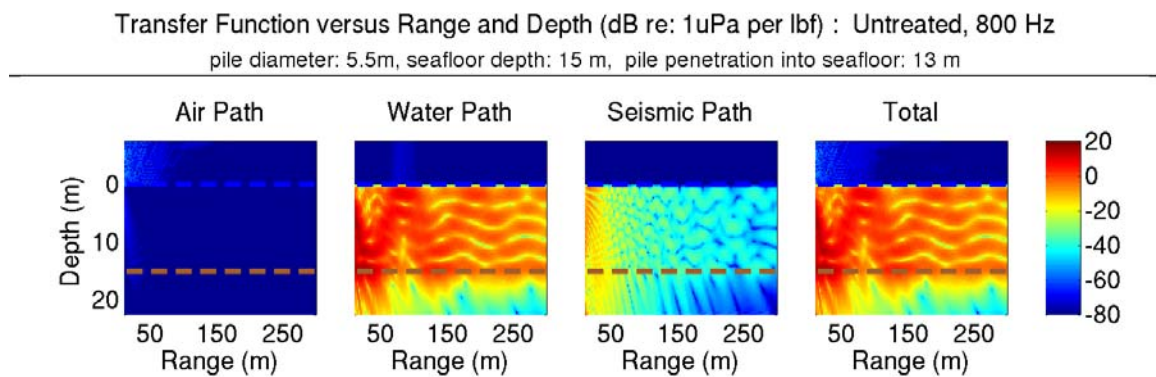 Transfer Function versus Range and Depth (dB re: 1uPa per lbf) : Untreated, 800 Hz
pile diameter: 5.5m, seafloor depth: 15 m, pile penetration into seafloor: 13 m
Air Path Water Path Seismic Path Total
20
0
-20
-40
-60
-80
0
10
20
Depth (m)
50 150 250 50 150 250 50 150 250 50 150 250
Range (m) Range (m) Range (m) Range (m)